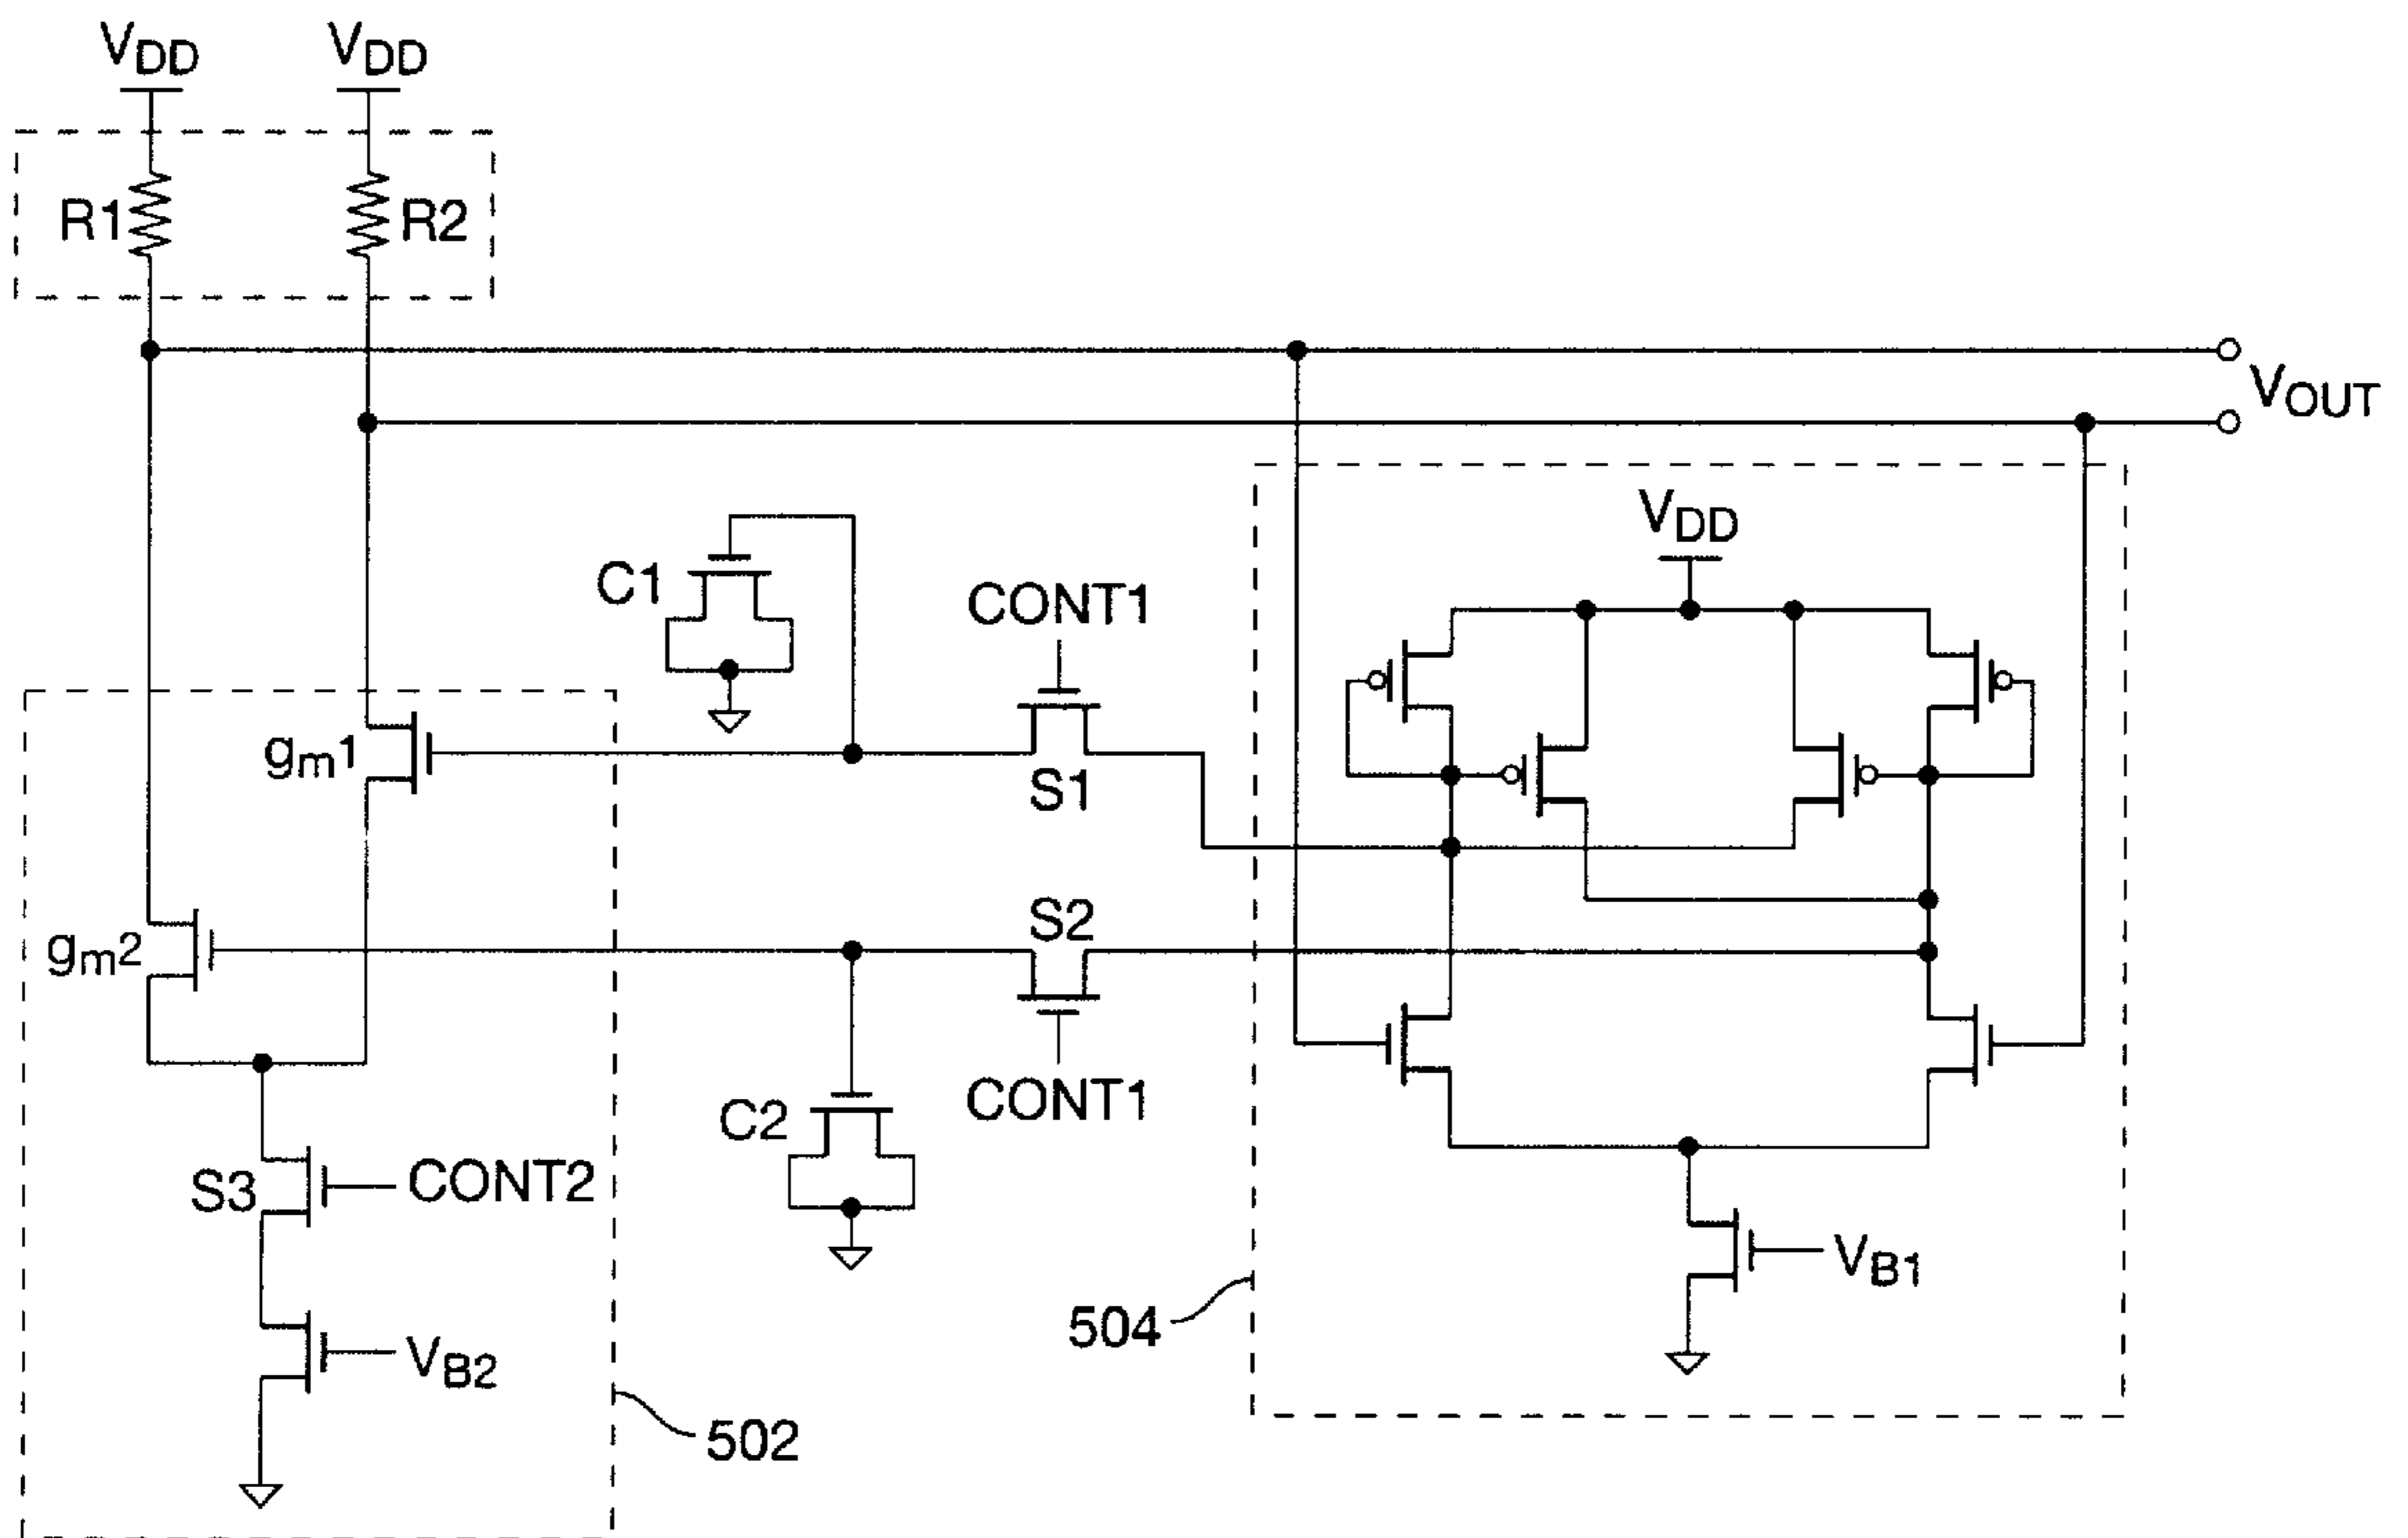 VDD
VDD
R1
R2
VOUT
VDD
C1
CONT1
gm1
S1
S2
gm2
CONT1
C2
S3
CONT2
VB1
504
VB2
502